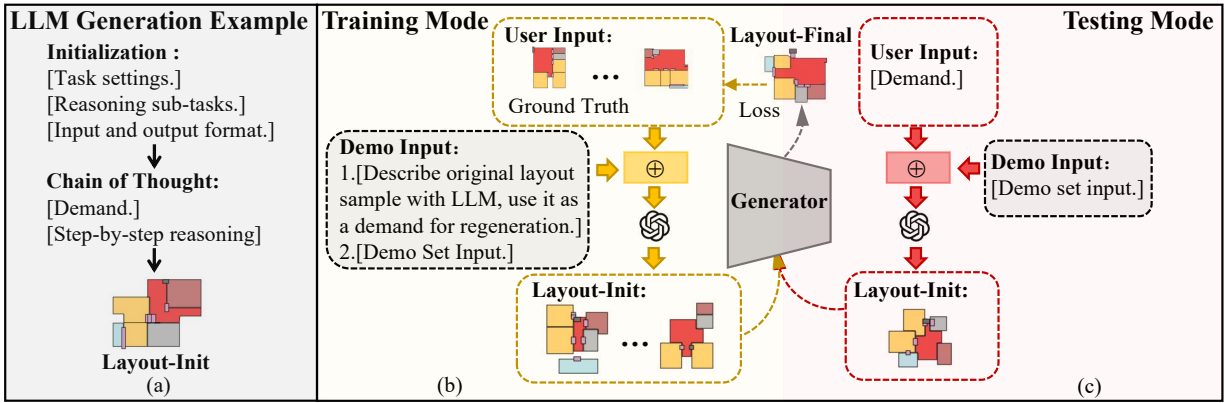 LLM Generation Example
Initialization :
[Task settings.]
[Reasoning sub-tasks.]
[Input and output format.]
Chain of Thought:
[Demand.]
[Step-by-step reasoning]
Layout-Init
(a)
Training Mode
User Input:
...
Ground Truth
Layout-Final
Loss
Demo Input:
1.[Describe original layout
sample with LLM, use it as
a demand for regeneration.]
2.[Demo Set Input.]
⊕
Generator
Layout-Init:
...
(b)
Testing Mode
User Input:
[Demand.]
⊕
Demo Input:
[Demo set input.]
Layout-Init:
(c)